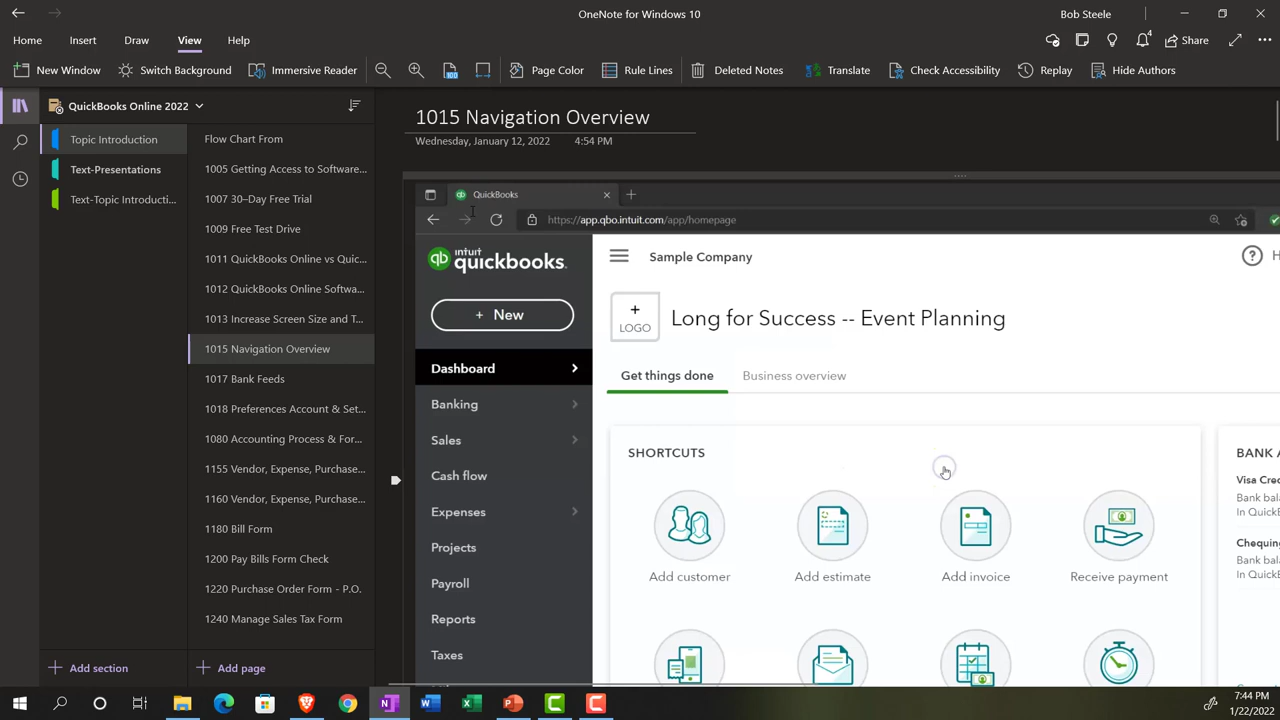 OneNote for Windows 10
Bob Steele
Home
Insert
Draw
View
Help
Share
New Window
Switch Background
Immersive Reader
Page Color
Rule Lines
Deleted Notes
Translate
Check Accessibility
Replay
Hide Authors
QuickBooks Online 2022
Topic Introduction
Text-Presentations
Text-Topic Introducti...
Flow Chart From
1005 Getting Access to Software...
1007 30–Day Free Trial
1009 Free Test Drive
1011 QuickBooks Online vs Quic...
1012 QuickBooks Online Softwa...
1013 Increase Screen Size and T...
1015 Navigation Overview
1017 Bank Feeds
1018 Preferences Account & Set...
1080 Accounting Process & For...
1155 Vendor, Expense, Purchase...
1160 Vendor, Expense, Purchase...
1180 Bill Form
1200 Pay Bills Form Check
1220 Purchase Order Form - P.O.
1240 Manage Sales Tax Form
Add section
Add page
1015 Navigation Overview
Wednesday, January 12, 2022 4:54 PM
QuickBooks
https://app.qbo.intuit.com/app/homepage
intuit
quickbooks.
+ New
Dashboard
Banking
Sales
Cash flow
Expenses
Projects
Payroll
Reports
Taxes
Sample Company
H
+
LOGO
Long for Success -- Event Planning
Get things done
Business overview
SHORTCUTS
Add customer
Add estimate
Add invoice
Receive payment
BANK A
Visa Cred
Bank bala
In QuickB
Chequing
Bank bala
In QuickB
7:44 PM
1/22/2022